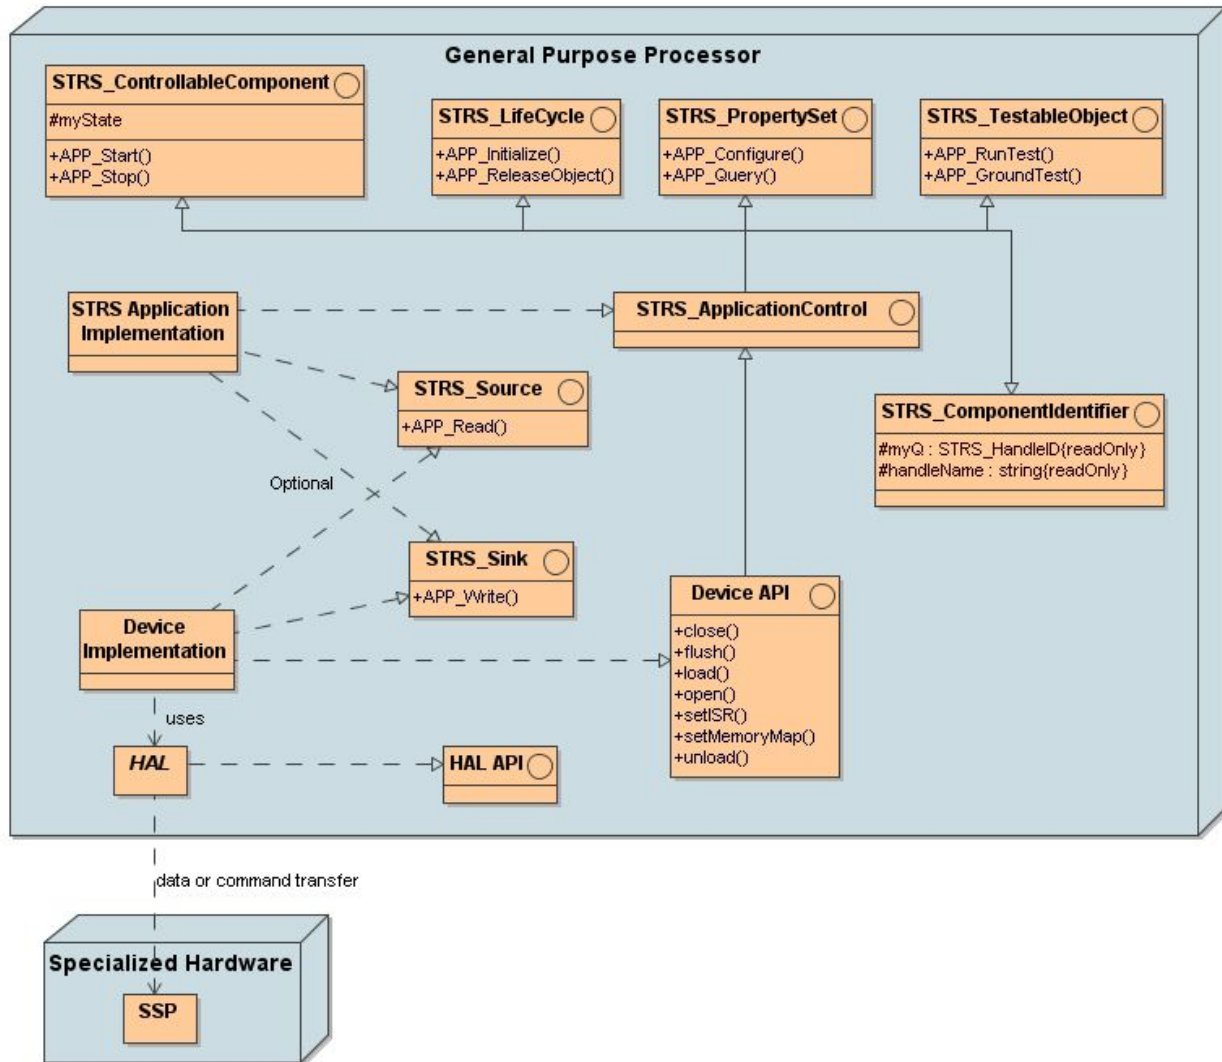 General Purpose Processor
STRS_ControllableComponent
#myState
+APP_Start()
+APP_Stop()
STRS_LifeCycle
+APP_Initialize()
+APP_ReleaseObject()
STRS_PropertySet
+APP_Configure()
+APP_Query()
STRS_TestableObject
+APP_RunTest()
+APP_GroundTest()
STRS Application
Implementation
STRS_ApplicationControl
STRS_Source
+APP_Read()
STRS_ComponentIdentifier
#myQ : STRS_HandleID{readOnly}
#handleName : string{readOnly}
Optional
STRS_Sink
+APP_Write()
Device API
+close()
+flush()
+load()
+open()
+setISR()
+setMemoryMap()
+unload()
Device
Implementation
uses
HAL
HAL API
data or command transfer
Specialized Hardware
SSP